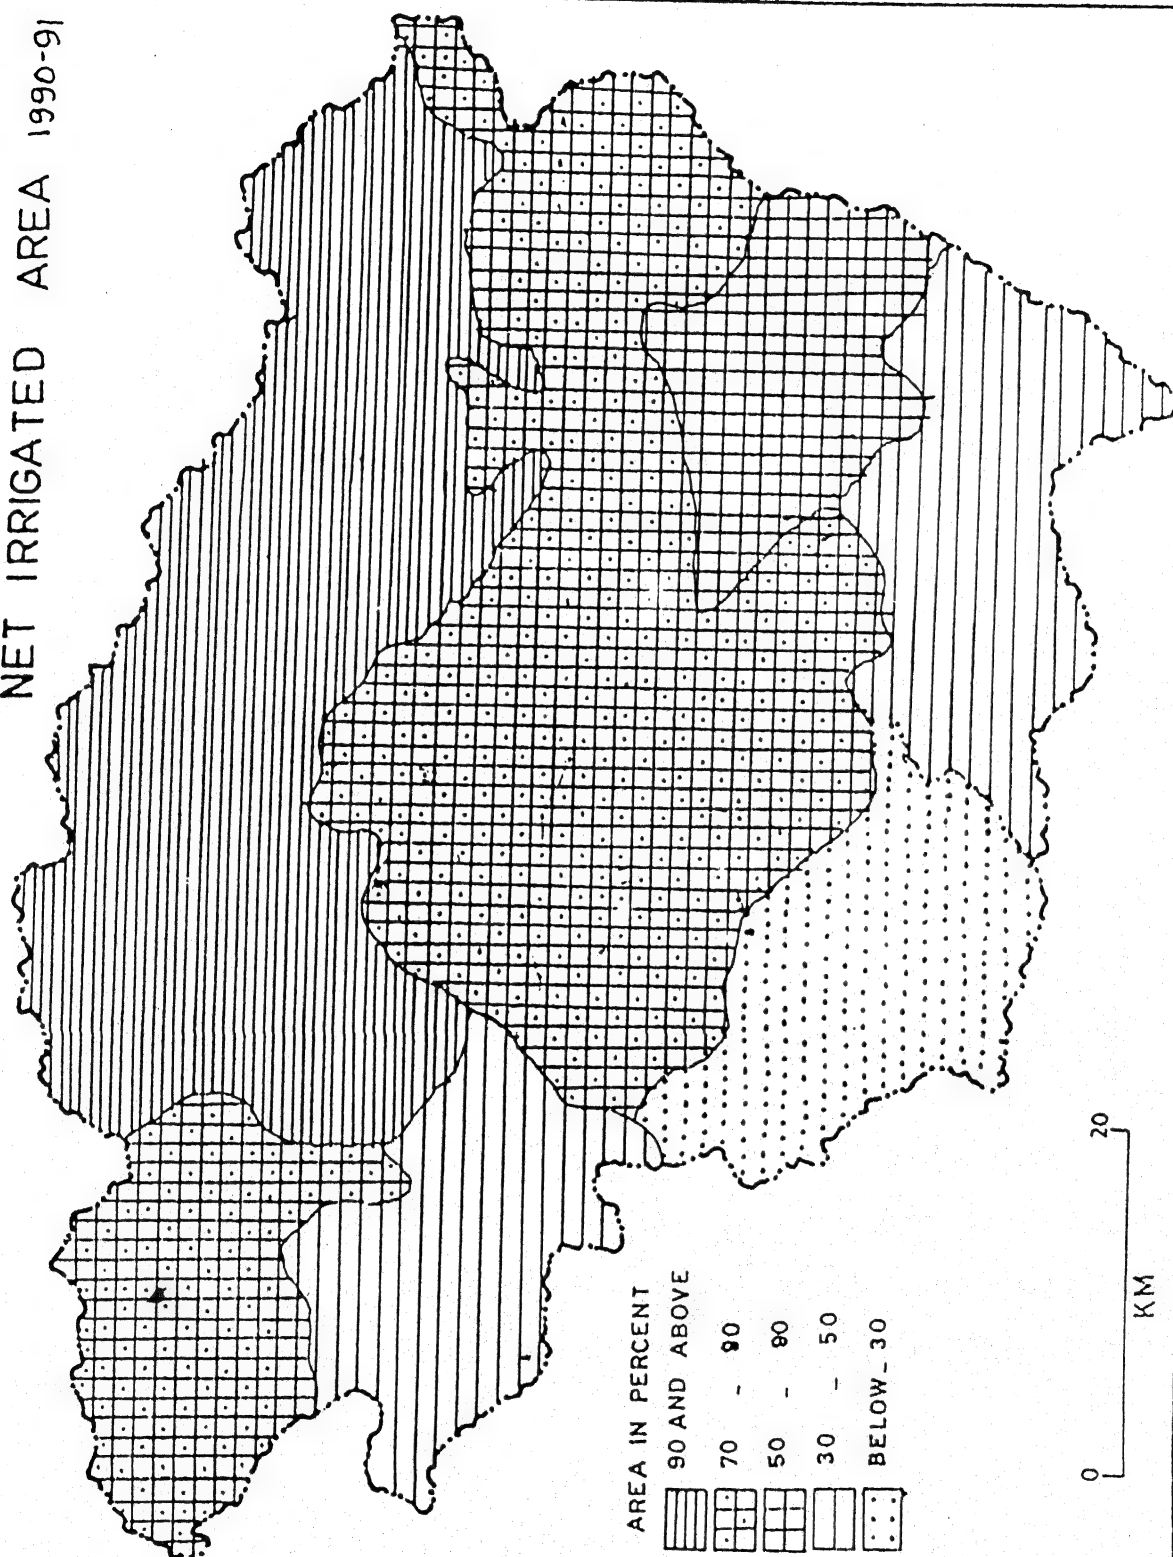 NET IRRIGATED AREA 1990-91
AREA IN PERCENT
90 AND ABOVE
70 - 90
50 - 90
30 - 50
BELOW - 30
0 20
KM